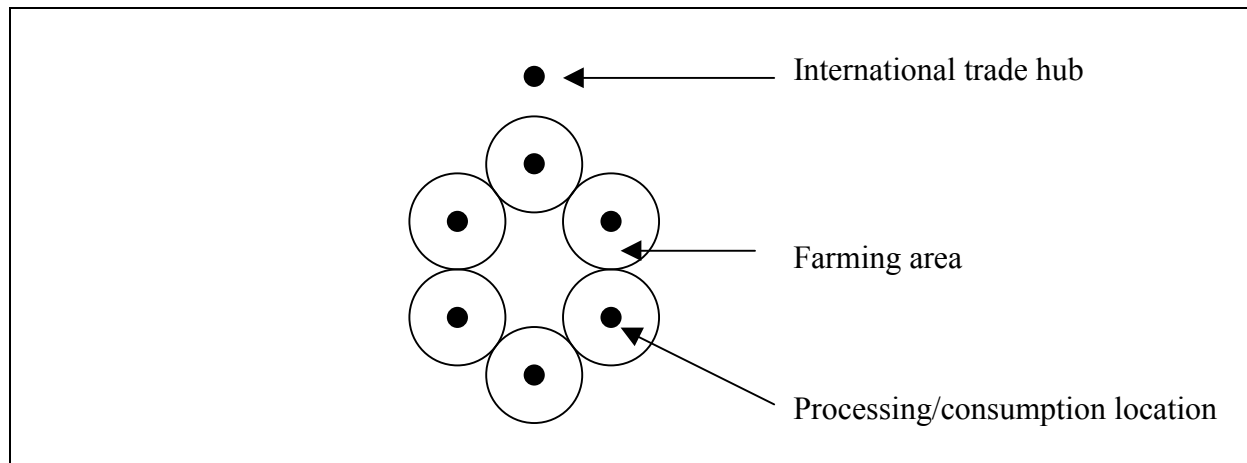 International trade hub
Farming area
Processing/consumption location